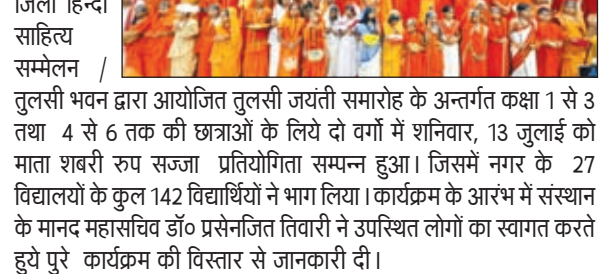 जिला हिन्दी
साहित्य
सम्मेलन /
तुलसी भवन द्वारा आयोजित तुलसी जयंती समारोह के अन्तर्गत कक्षा 1 से 3
तथा 4 से 6 तक की छात्राओं के लिये दो वर्गो में शनिवार, 13 जुलाई को
माता शबरी रुप सज्जा प्रतियोगिता सम्पन्न हुआ। जिसमें नगर के 27
विद्यालयों के कुल 142 विद्यार्थियों ने भाग लिया।कार्यक्रम के आरंभ में संस्थान
के मानद महासचिव डॉ० प्रसेनजित तिवारी ने उपस्थित लोगों का स्वागत करते
हुये पुरे कार्यक्रम की विस्तार से जानकारी दी।